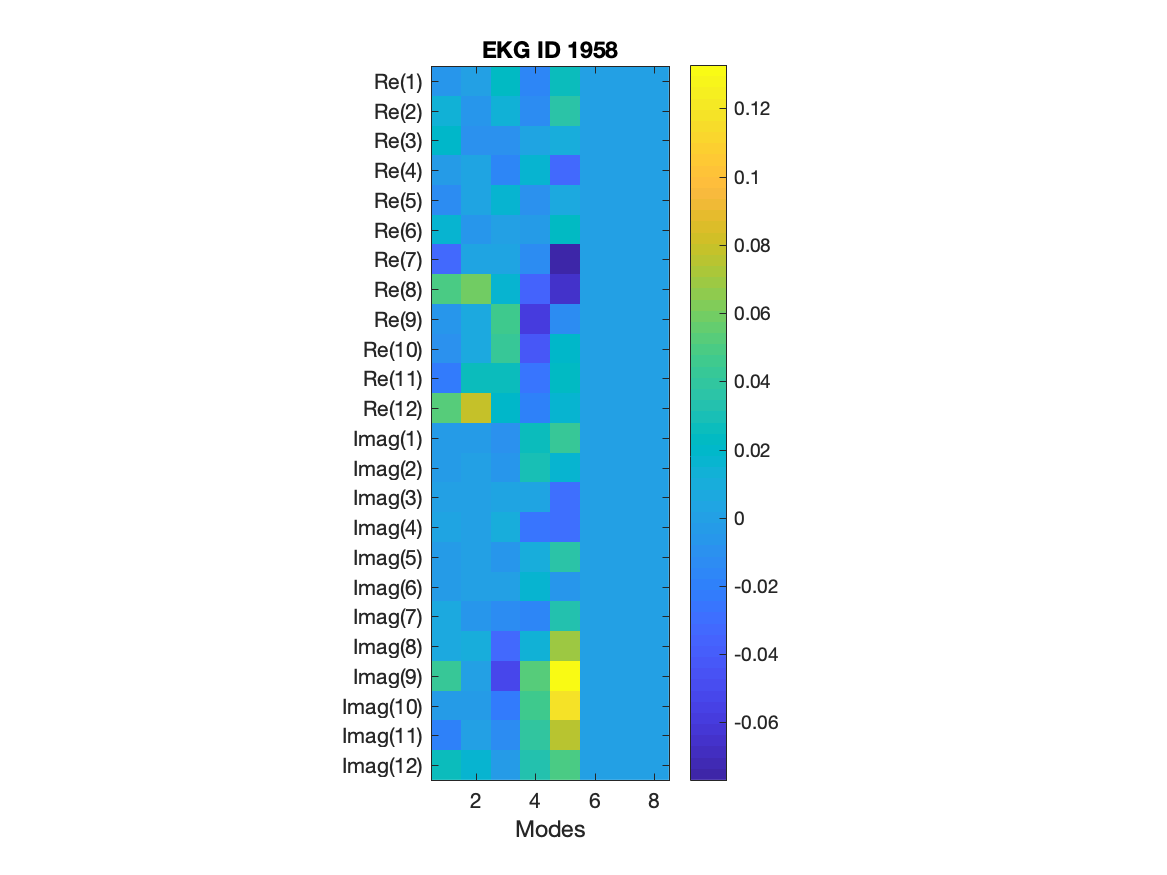 EKG ID 1958
Re(1)
Re(2)
Re(3)
Re(4)
Re(5)
Re(6)
Re(7)
Re(8)
Re(9)
Re(10)
Re(11)
Re(12)
Imag(1)
Imag(2)
Imag(3)
Imag(4)
Imag(5)
Imag(6)
Imag(7)
Imag(8)
Imag(9)
Imag(10)
Imag(11)
Imag(12)
2 4 6 8
Modes
0.12
0.1
0.08
0.06
0.04
0.02
0
-0.02
-0.04
-0.06